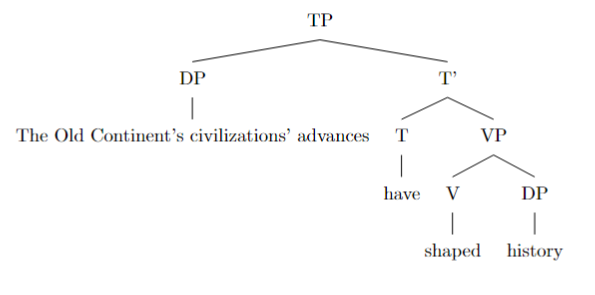 TP
DP T'
The Old Continent's civilizations' advances T VP
have V DP
shaped history